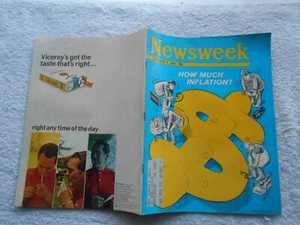 Viceroy's got the
taste that's right...
right any time of the day
Newsweek
HOW MUCH
INFLATION?